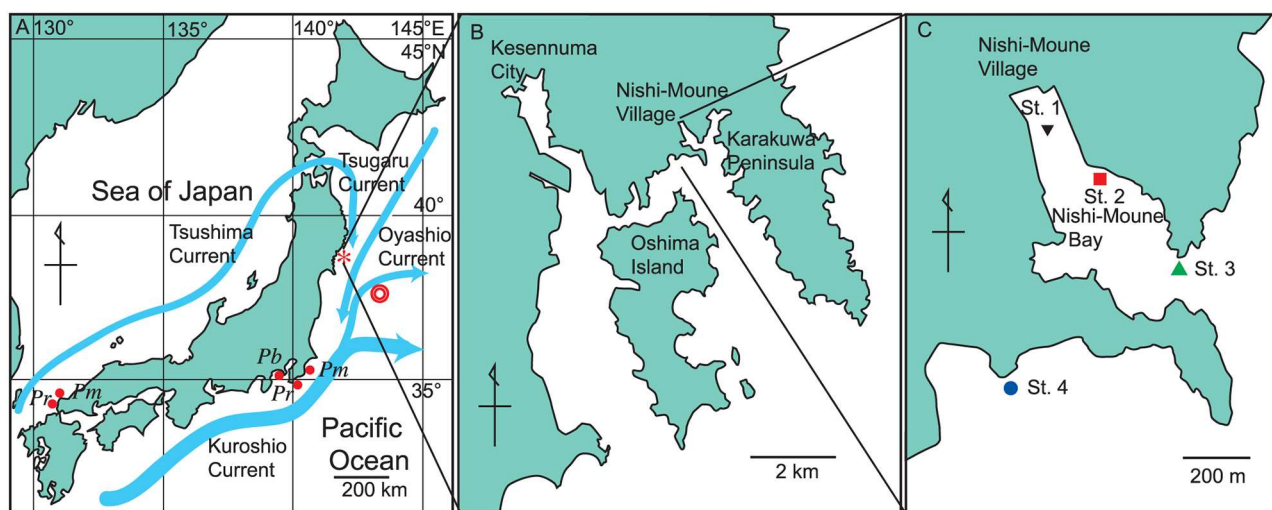 A
130°
135°
140°
145°E
45°N
Tsugaru
Current
Sea of Japan
40°
Tsushima
Current
Oyashio
Current
*
Pb
Pm
Pr
35°
Pr
Pm
Kuroshio
Current
Pacific
Ocean
200 km
B
Kesennuma
City
Nishi-Moune
Village
Karakuwa
Peninsula
Oshima
Island
2 km
C
Nishi-Moune
Village
St. 1
St. 2
Nishi-Moune
Bay
St. 3
St. 4
200 m